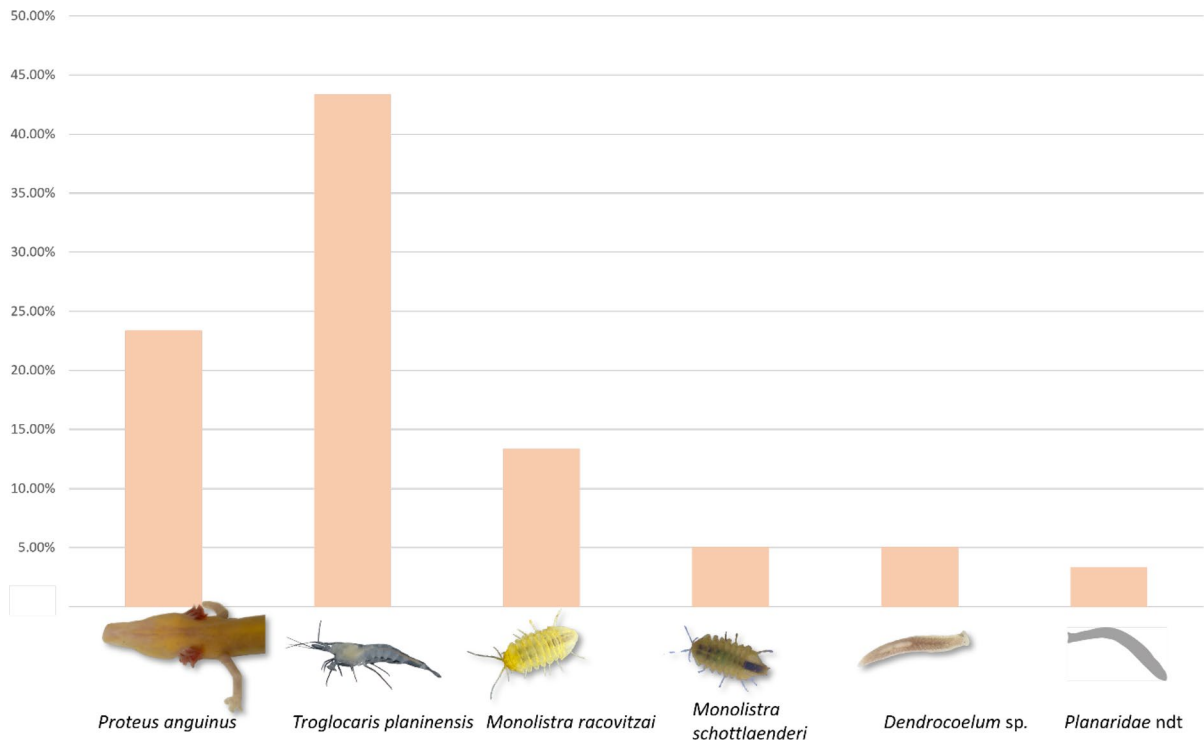 50.00%
45.00%
40.00%
35.00%
30.00%
25.00%
20.00%
15.00%
10.00%
5.00%
Proteus anguinus
Troglocaris planinensis
Monolistra racovitzai
Monolistra
schottlaenderi
Dendrocoelum sp.
Planaridae ndt